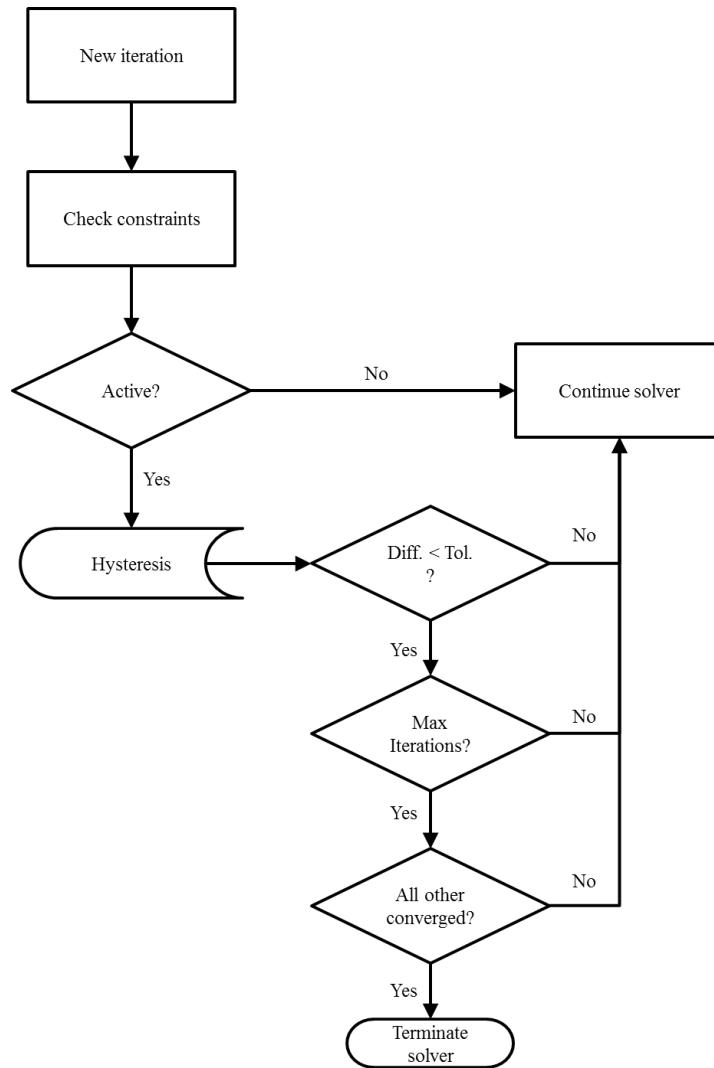 New iteration
Check constraints
Active?
No
Continue solver
Yes
Hysteresis
Diff. < Tol.
?
No
Yes
Max
Iterations?
No
Yes
All other
converged?
No
Yes
Terminate
solver